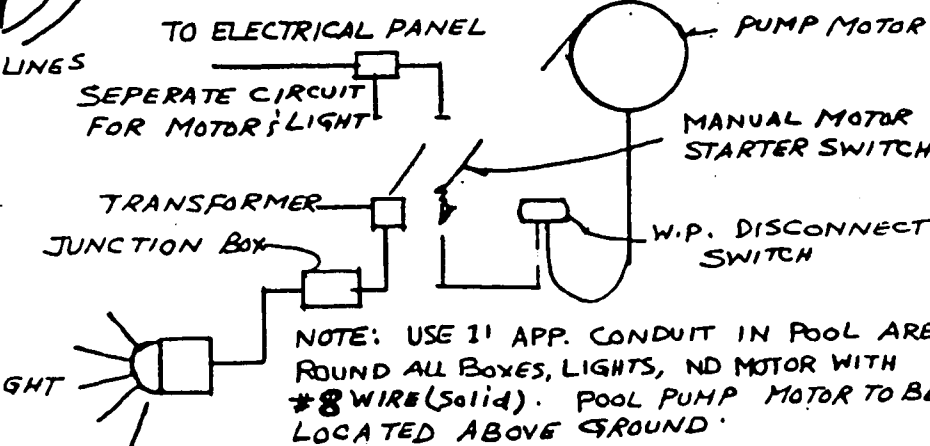 TO ELECTRICAL PANEL
PUMP MOTOR
LINES
SEPERATE CIRCUIT
FOR MOTOR & LIGHT
MANUAL MOTOR
STARTER SWITCH
TRANSFORMER
JUNCTION BOX
W.P. DISCONNECT
SWITCH
NOTE: USE 1' APP. CONDUIT IN POOL ARE
ROUND ALL BOXES, LIGHTS, ND MOTOR WITH
#8 WIRE (Solid). POOL PUMP MOTOR TO BE
LOCATED ABOVE GROUND.
GHT